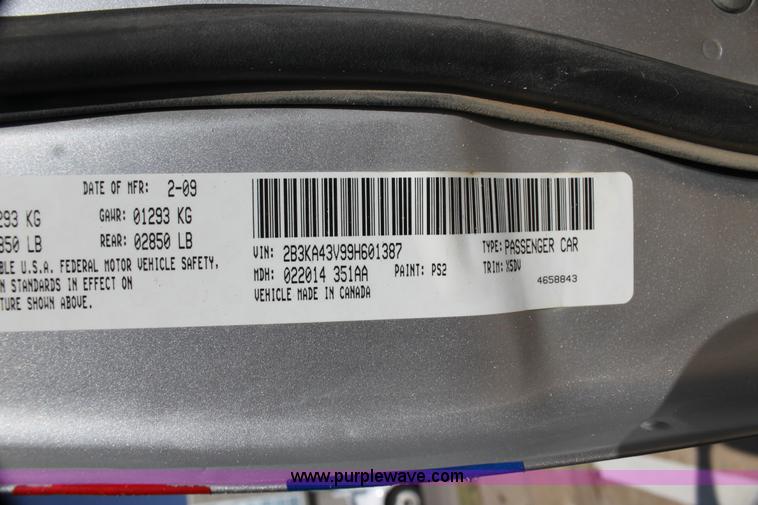 DATE OF MFR: 2-09
293 KG GAWR: 01293 KG
850 LB REAR: 02850 LB
BLE U.S.A. FEDERAL MOTOR VEHICLE SAFETY,
N STANDARDS IN EFFECT ON
TURE SHOWN ABOVE.
VIN: 2B3KA43V99H601387 TYPE: PASSENGER CAR
MDH: 022014 351AA PAINT: PS2 TRIM: X5DV
VEHICLE MADE IN CANADA 4658843
www.purplewave.com